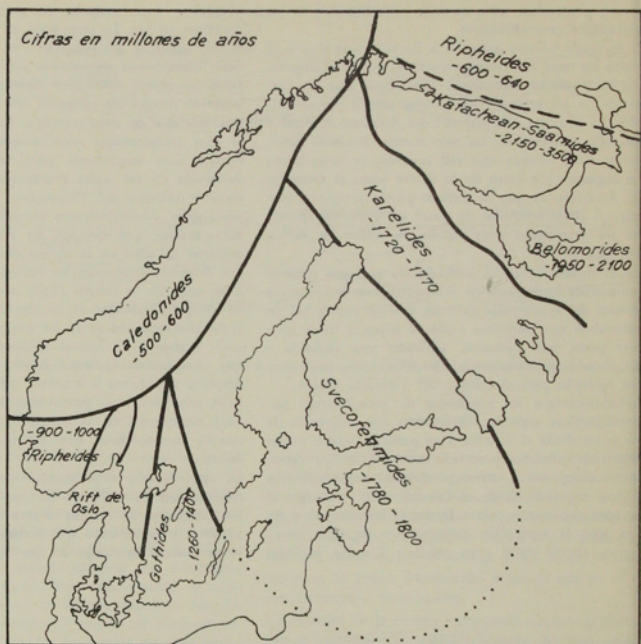 Cifras en millones de años
Ripheides
-600-640
Katachean-Saamides
-2150-3500
Karelides
-1720-1770
Belomorides
-1950-2100
Caledonides
-500-600
Svecofennides
-1780-1800
-900-1000
Ripheides
Rift de
Oslo
Gothides
-1260-1400